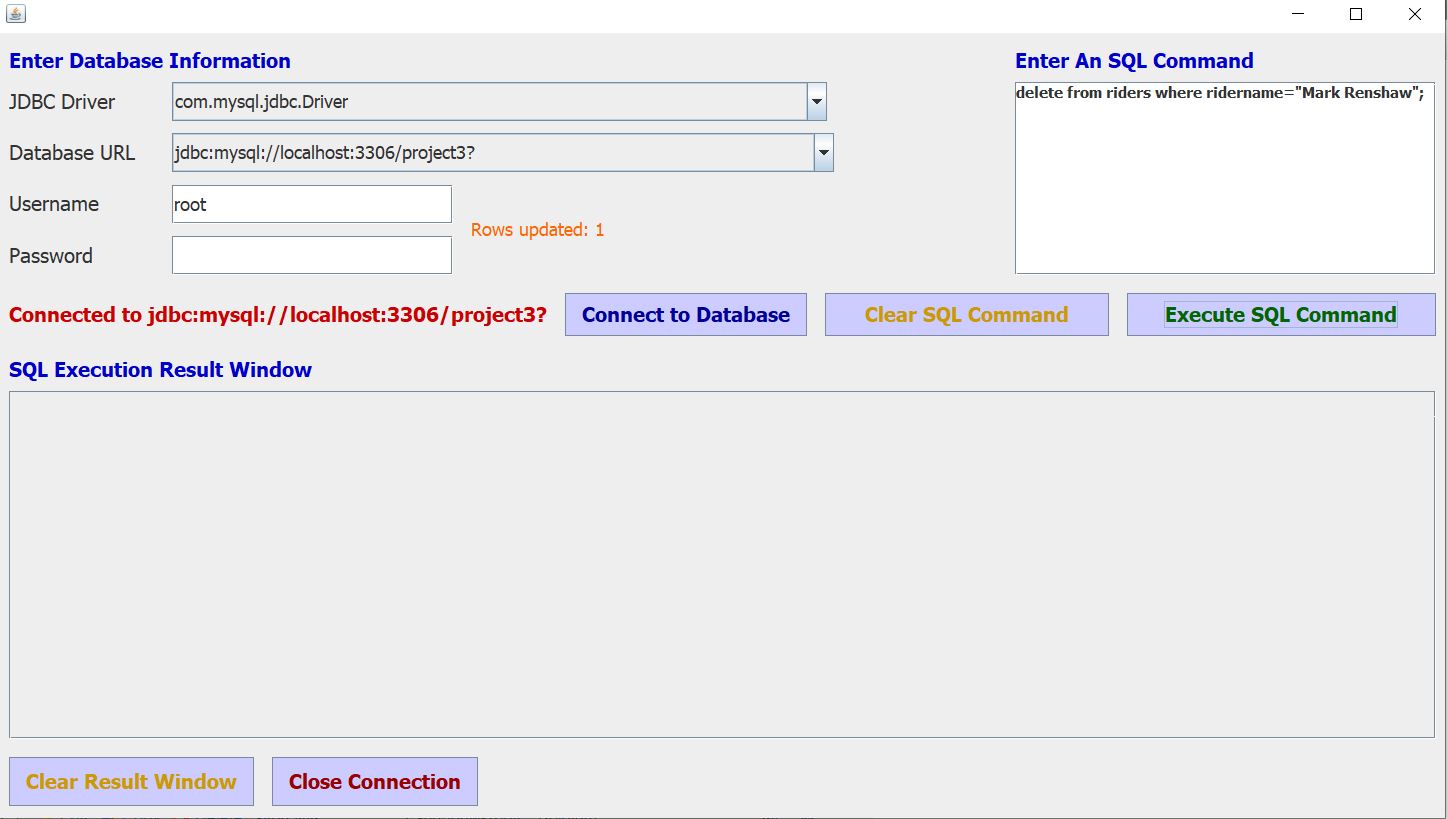 Enter Database Information
Enter An SQL Command
JDBC Driver
com.mysql.jdbc.Driver
delete from riders where ridername="Mark Renshaw";
Database URL
jdbc:mysql://localhost:3306/project3?
Username
root
Rows updated: 1
Password
Connected to jdbc:mysql://localhost:3306/project3?
Connect to Database
Clear SQL Command
Execute SQL Command
SQL Execution Result Window
Clear Result Window
Close Connection